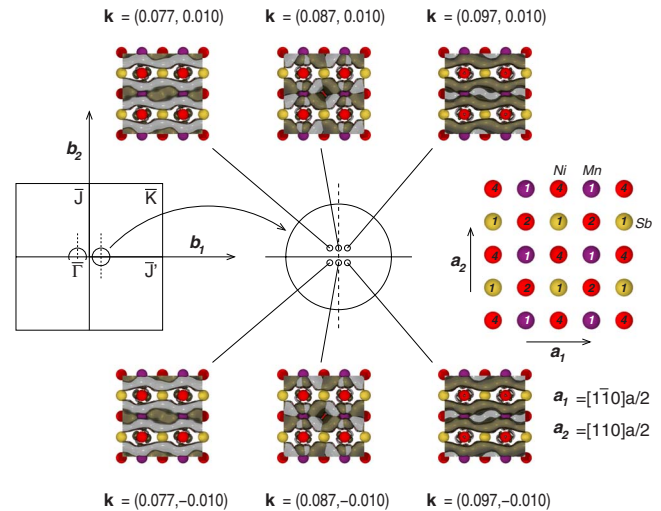 k = (0.077, 0.010)
k = (0.087, 0.010)
k = (0.097, 0.010)
b2
J̅
K̅
b1
Γ̅
J̅'
Ni Mn
4 1 4 1 4
1 2 1 2 1 Sb
4 1 4 1 4
1 2 1 2 1
4 1 4 1 4
a2
a1
a1 =[11̅0]a/2
a2 =[110]a/2
k = (0.077,-0.010)
k = (0.087,-0.010)
k = (0.097,-0.010)